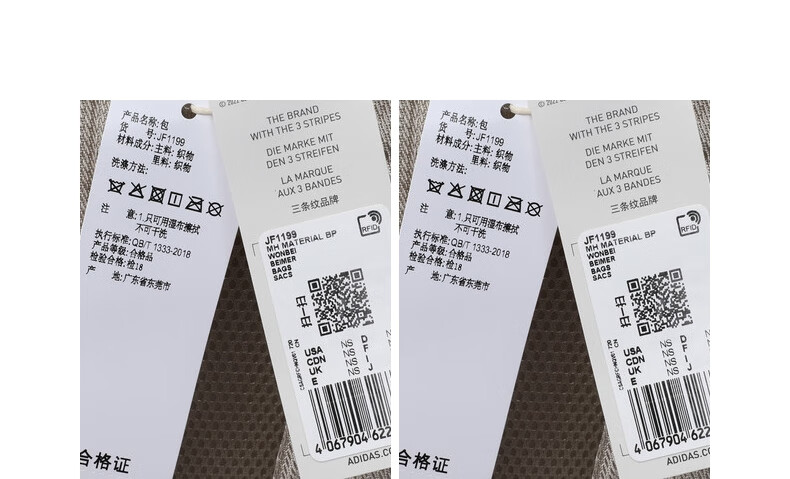 产品名称:包
货 号:JF1199
材料成分:主料:织物
里料:织物
洗涤方法:
注 意:1.只可用湿布擦拭
不可干洗
执行标准:QB/T 1333-2018
产品等级:合格品
检验合格:检18
产 地:广东省东莞市
合格证
THE BRAND
WITH THE 3 STRIPES
DIE MARKE MIT
DEN 3 STREIFEN
LA MARQUE
AUX 3 BANDES
三条纹品牌
RFID
JF1199
MH MATERIAL BP
WONBEI
BEIMER
BAGS
SACS
USA NS D
CDN NS F
UK NS I
E NS J
4 067904 622
ADIDAS.CO
产品名称:包
货 号:JF1199
材料成分:主料:织物
里料:织物
洗涤方法:
注 意:1.只可用湿布擦拭
不可干洗
执行标准:QB/T 1333-2018
产品等级:合格品
检验合格:检18
产 地:广东省东莞市
合格证
THE BRAND
WITH THE 3 STRIPES
DIE MARKE MIT
DEN 3 STREIFEN
LA MARQUE
AUX 3 BANDES
三条纹品牌
RFID
JF1199
MH MATERIAL BP
WONBEI
BEIMER
BAGS
SACS
USA NS D
CDN NS F
UK NS I
E NS J
4 067904 622
ADIDAS.CO